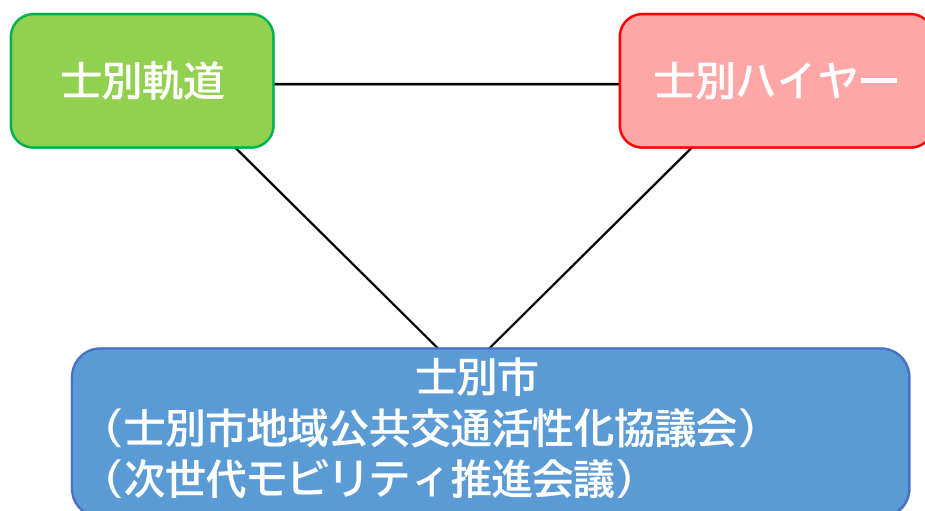 士別軌道
士別ハイヤー
士別市
（士別市地域公共交通活性化協議会）
（次世代モビリティ推進会議）